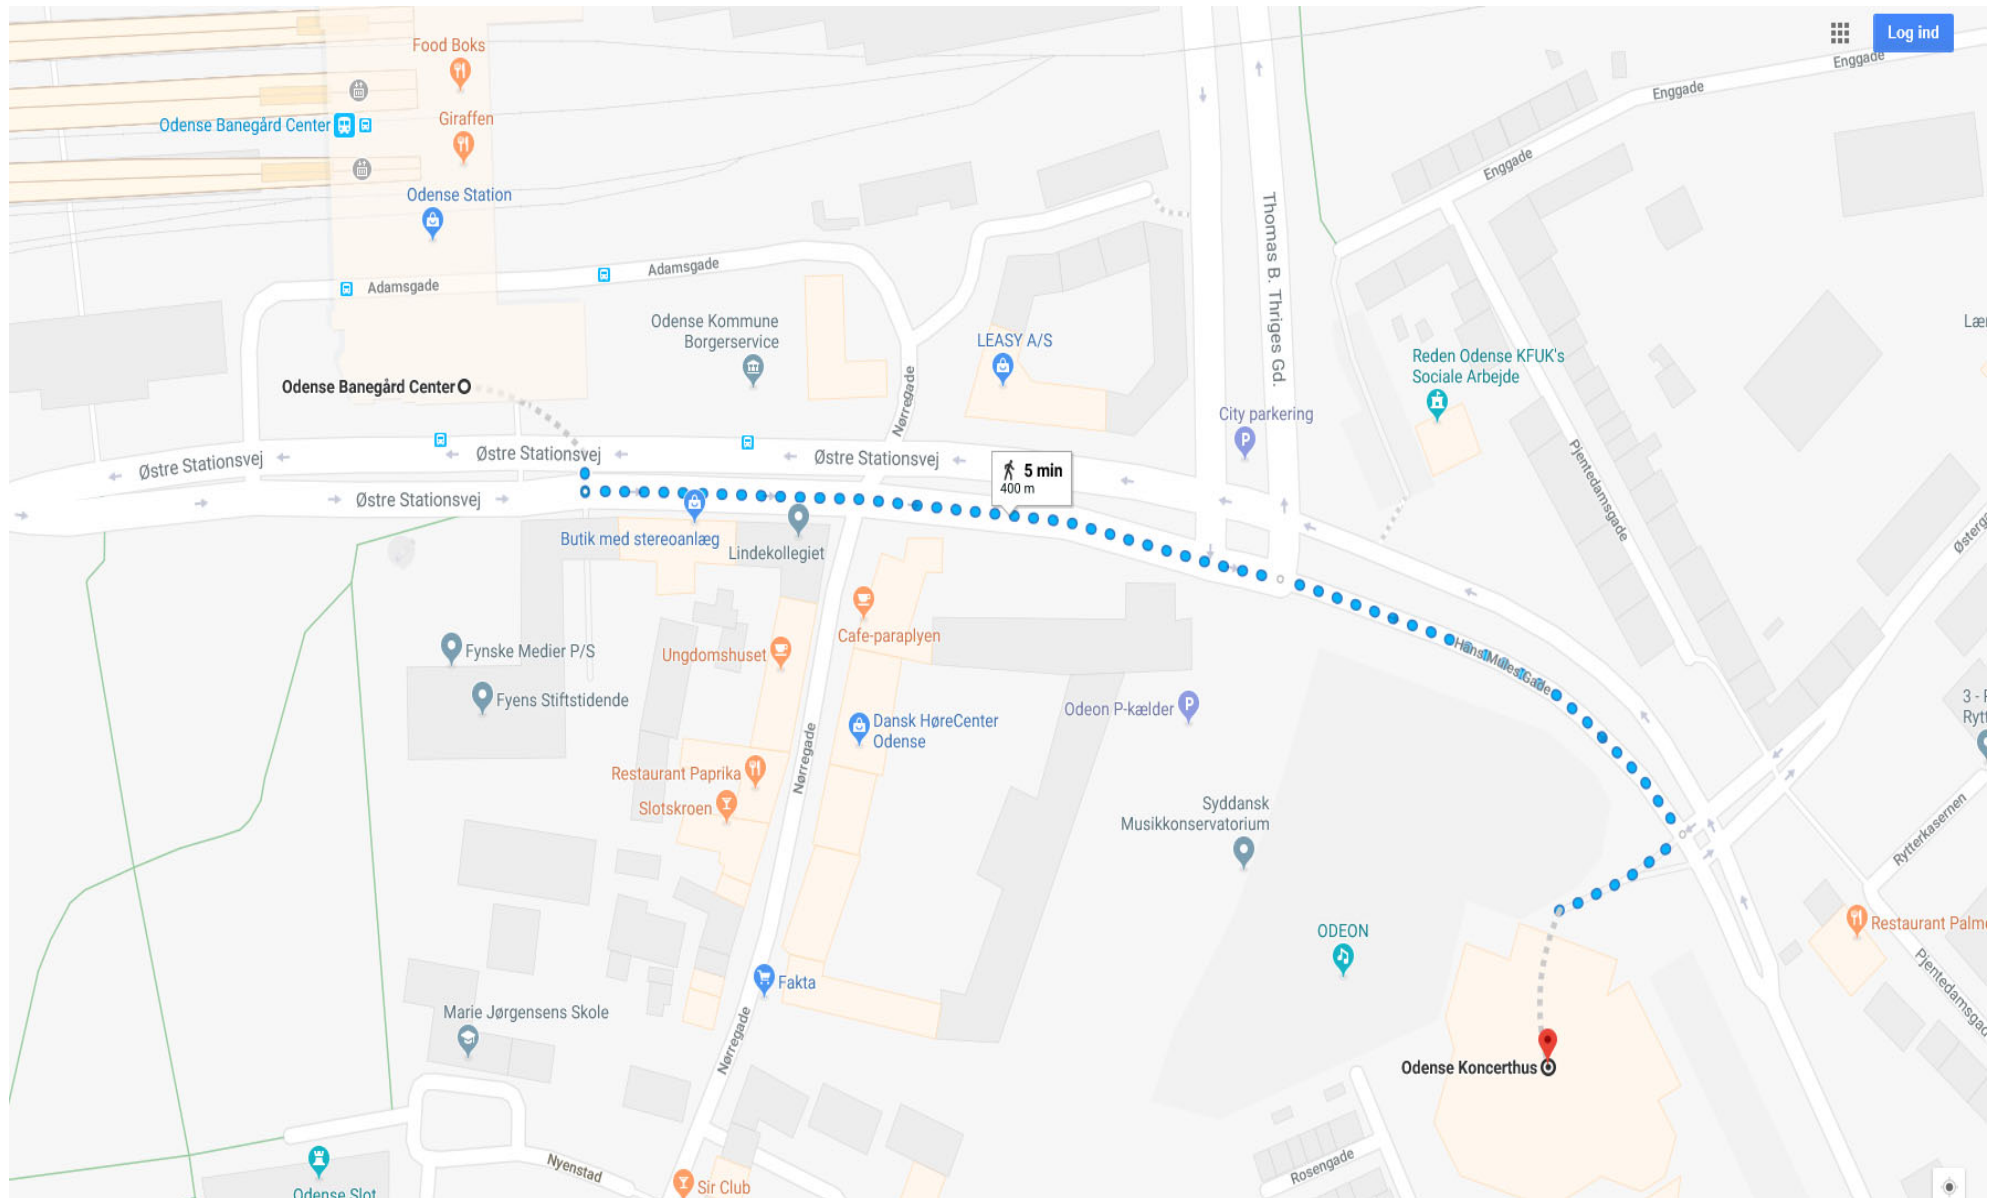 Food Boks
Log ind
Enggade
Enggade
Odense Banegård Center
Giraffen
Enggade
Odense Station
Thomas B. Thriges Gd.
Adamsgade
Adamsgade
Odense Kommune
Borgerservice
LEASY A/S
Reden Odense KFUK's
Sociale Arbejde
Odense Banegård Center
Nørregade
City parkering
P
Pjentedamsgade
Østre Stationsvej
Østre Stationsvej
Østre Stationsvej
5 min
400 m
Østre Stationsvej
Butik med stereoanlæg
Lindekollegiet
Cafe-paraplyen
Fynske Medier P/S
Ungdomshuset
Hans Mules Gade
Fyens Stiftstidende
Odeon P-kælder
P
Dansk HøreCenter
Odense
Nørregade
Restaurant Paprika
Slotskroen
Syddansk
Musikkonservatorium
Rytterkasernen
ODEON
Restaurant Palm
Fakta
Pjentedamsgade
Marie Jørgensens Skole
Nørregade
Odense Koncerthus
Rosengade
Nyenstad
Sir Club
Odense Slot